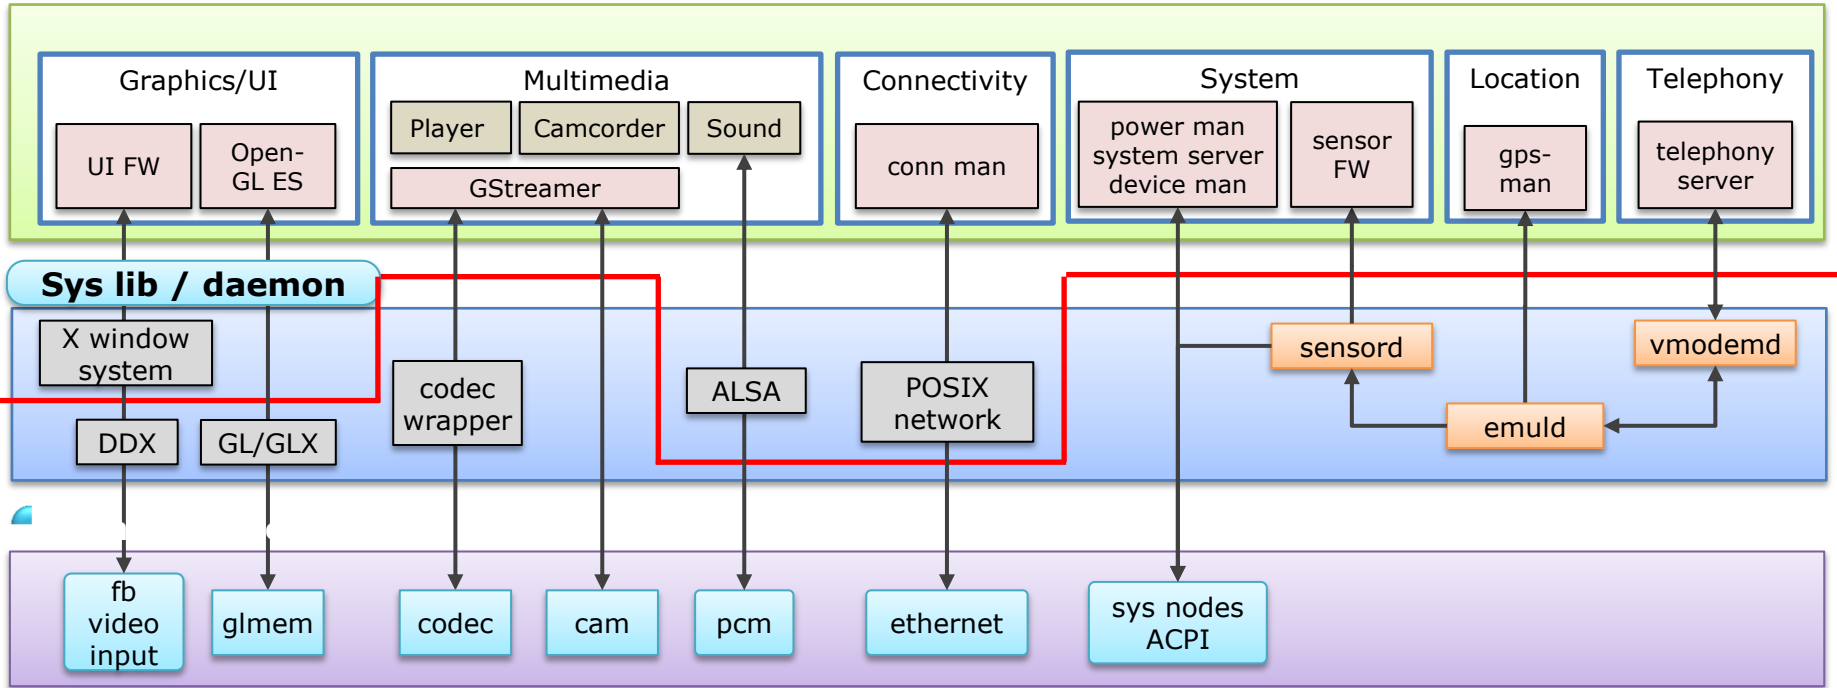 Graphics/UI
UI FW
Open-
GL ES
Multimedia
Player
Camcorder
Sound
GStreamer
Connectivity
conn man
System
power man
system server
device man
sensor
FW
Location
gps-
man
Telephony
telephony
server
Sys lib / daemon
X window
system
DDX
GL/GLX
codec
wrapper
ALSA
POSIX
network
sensord
emuld
vmodemd
fb
video
input
glmem
codec
cam
pcm
ethernet
sys nodes
ACPI